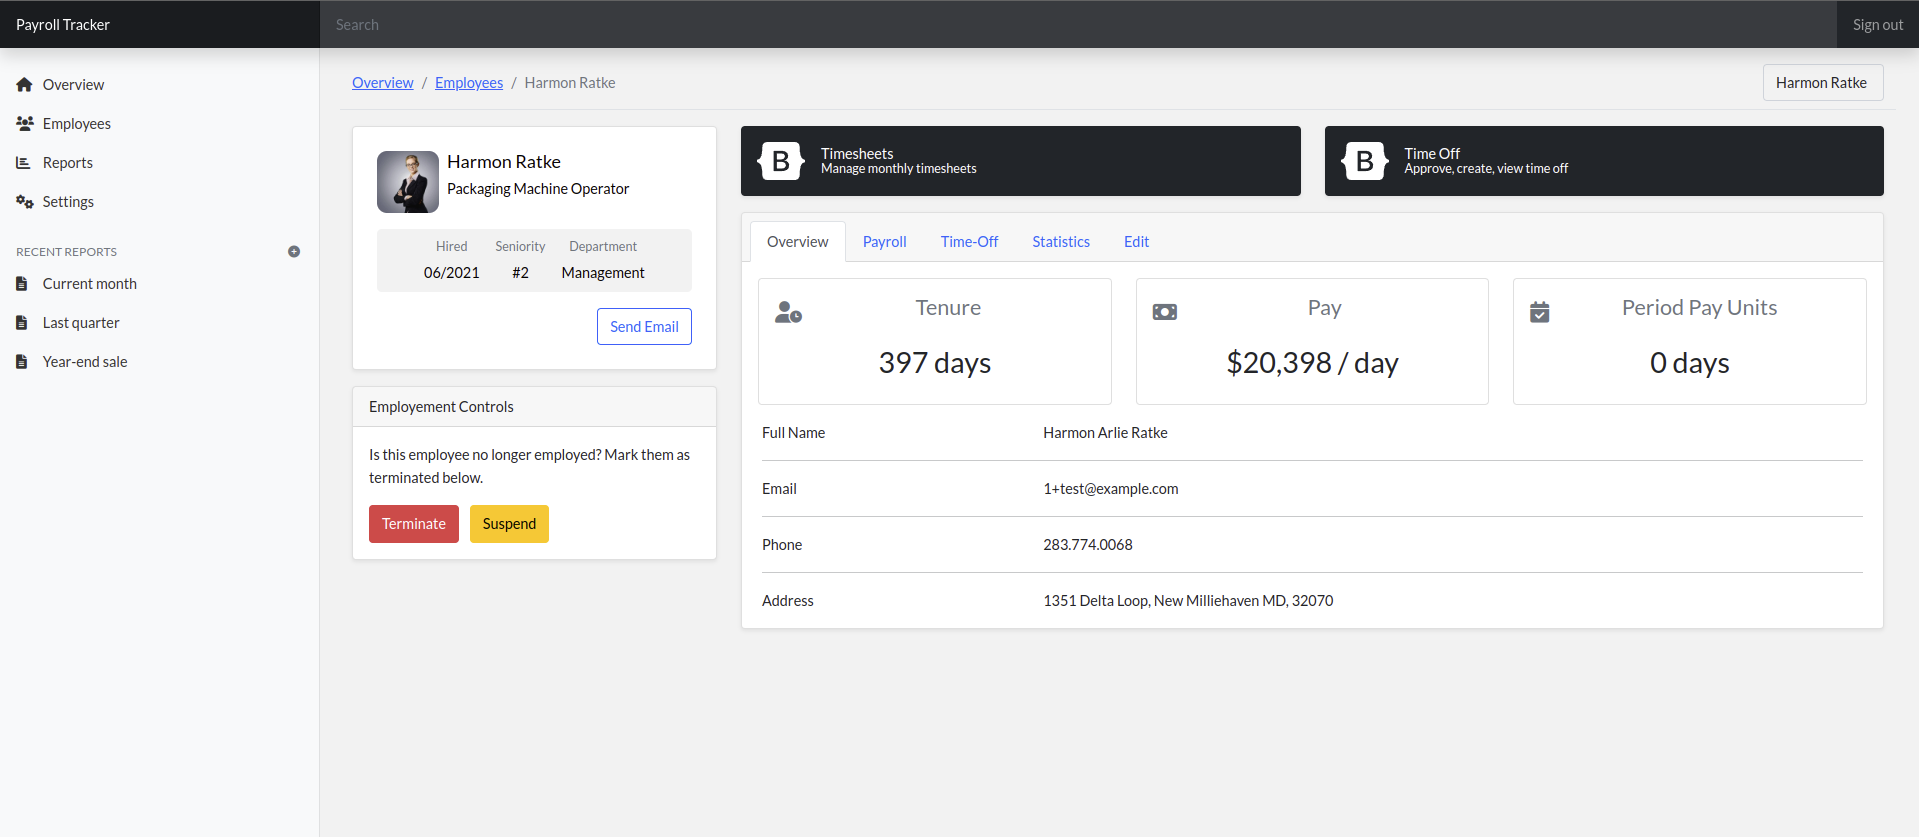 Payroll Tracker
Search
Sign out
Overview
Employees
Reports
Settings
RECENT REPORTS
Current month
Last quarter
Year-end sale
Overview / Employees / Harmon Ratke
Harmon Ratke
Harmon Ratke
Packaging Machine Operator
Hired Seniority Department
06/2021 #2 Management
Send Email
Employement Controls
Is this employee no longer employed? Mark them as
terminated below.
Terminate Suspend
B Timesheets
Manage monthly timesheets
B Time Off
Approve, create, view time off
Overview Payroll Time-Off Statistics Edit
Tenure
397 days
Pay
$20,398 / day
Period Pay Units
0 days
Full Name Harmon Arlie Ratke
Email 1+test@example.com
Phone 283.774.0068
Address 1351 Delta Loop, New Milliehaven MD, 32070